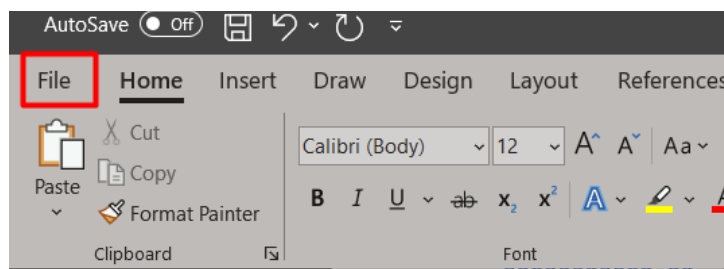 AutoSave Off
File Home Insert Draw Design Layout References
Cut
Calibri (Body) 12 A A Aa
Copy
Paste
B I U ab x₂ x² A A
Format Painter
Clipboard Font